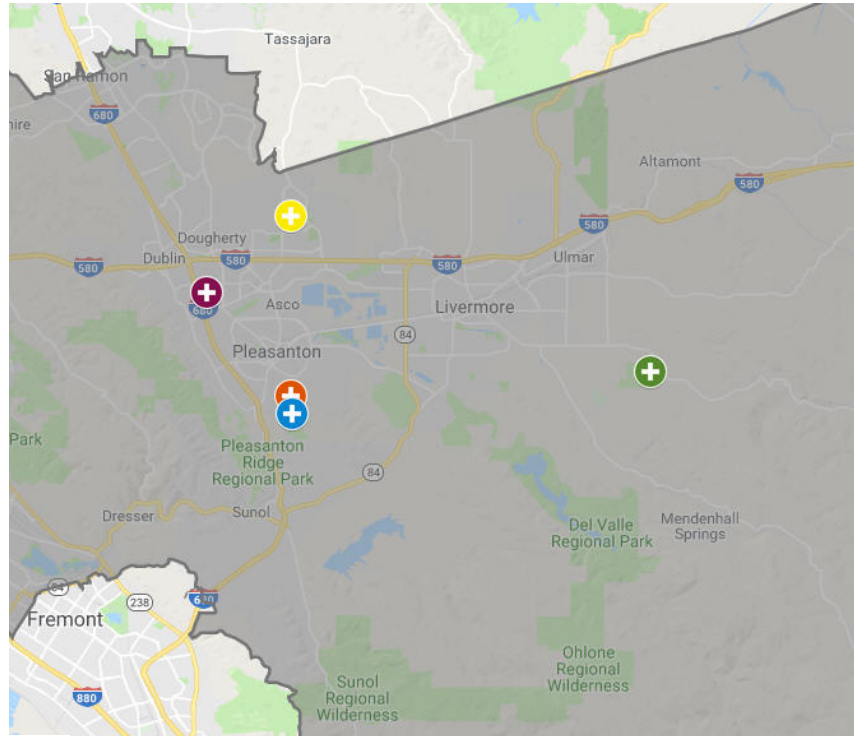 Tassajara
San Ramon
680
hire
Altamont
580
580
Dougherty
Dublin
580
580
580
Ulmar
680
Asco
Livermore
84
Pleasanton
Park
Pleasanton
Ridge
Regional Park
84
Dresser
Sunol
Del Valle
Regional Park
Mendenhall
Springs
84
238
680
Fremont
Ohlone
Regional
Wilderness
Sunol
Regional
Wilderness
880